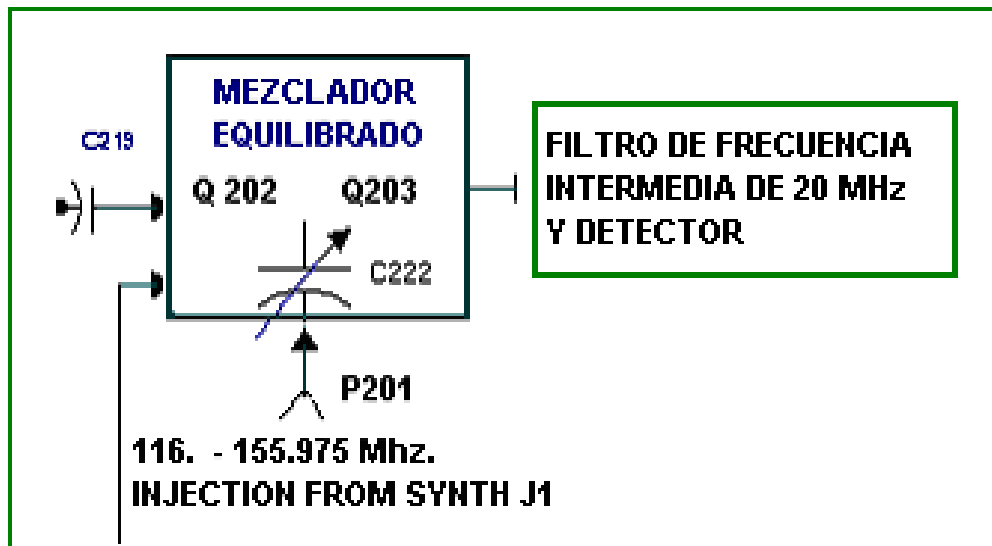 MEZCLADOR
EQUILIBRADO
C219
Q 202 Q203
C222
P201
116. - 155.975 Mhz.
INJECTION FROM SYNTH J1
FILTRO DE FRECUENCIA
INTERMEDIA DE 20 MHz
Y DETECTOR